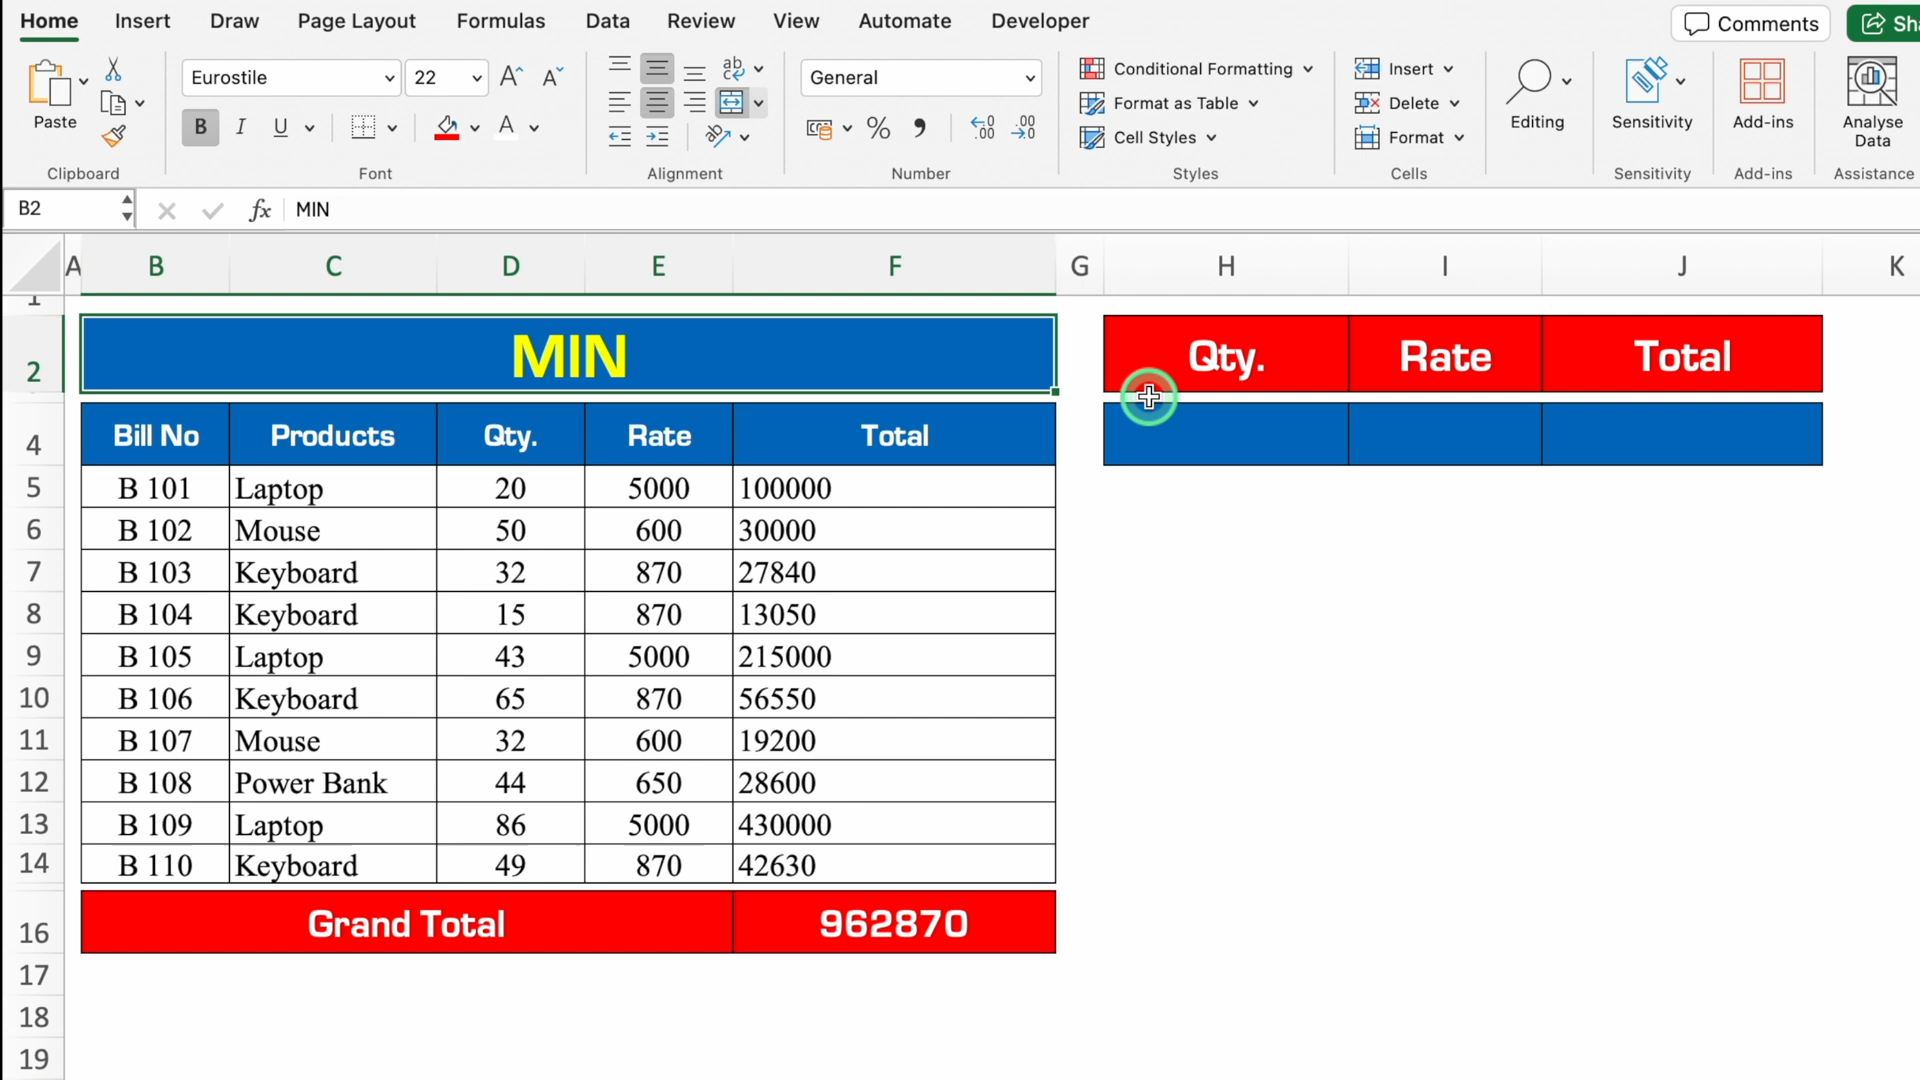 Home Insert Draw Page Layout Formulas Data Review View Automate Developer Comments
Paste Eurostile 22 A A ab General Conditional Formatting Insert Editing Sensitivity Add-ins Analyse Data
Format as Table Delete
B I U A % .00 .00 Cell Styles Format
Clipboard Font Alignment Number Styles Cells Sensitivity Add-ins Assistance
B2 fx MIN
A B C D E F G H I J K
1
2 MIN Qty. Rate Total
4 Bill No Products Qty. Rate Total
5 B 101 Laptop 20 5000 100000
6 B 102 Mouse 50 600 30000
7 B 103 Keyboard 32 870 27840
8 B 104 Keyboard 15 870 13050
9 B 105 Laptop 43 5000 215000
10 B 106 Keyboard 65 870 56550
11 B 107 Mouse 32 600 19200
12 B 108 Power Bank 44 650 28600
13 B 109 Laptop 86 5000 430000
14 B 110 Keyboard 49 870 42630
16 Grand Total 962870
17
18
19